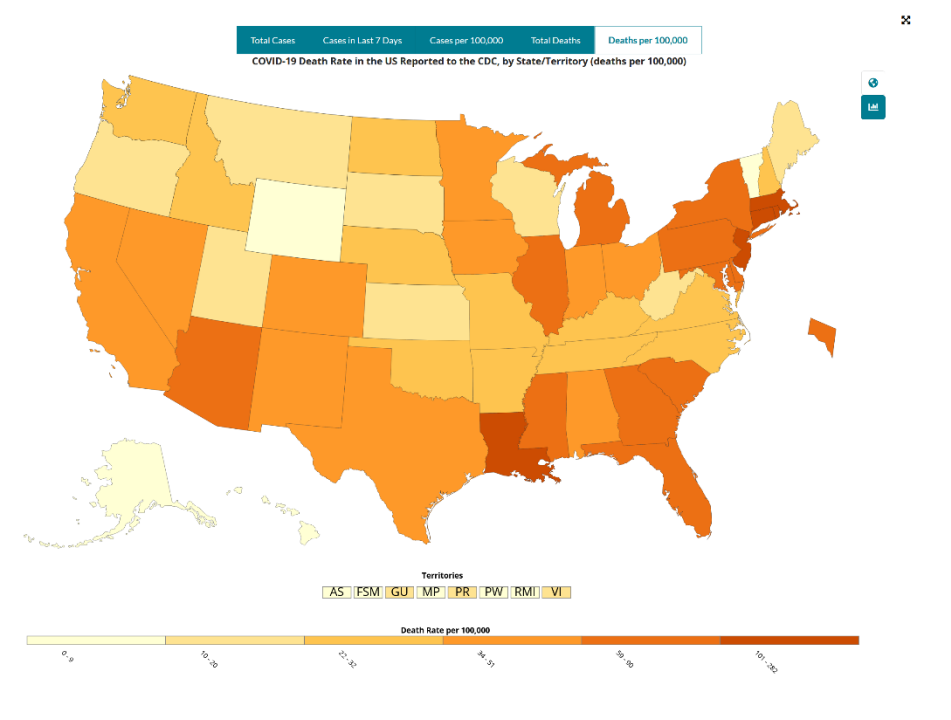 Total Cases Cases in Last 7 Days Cases per 100,000 Total Deaths Deaths per 100,000
COVID-19 Death Rate in the US Reported to the CDC, by State/Territory (deaths per 100,000)
Territories
AS FSM GU MP PR PW RMI VI
Death Rate per 100,000
0 - 9 10 - 20 22 - 32 34 - 51 101 - 282